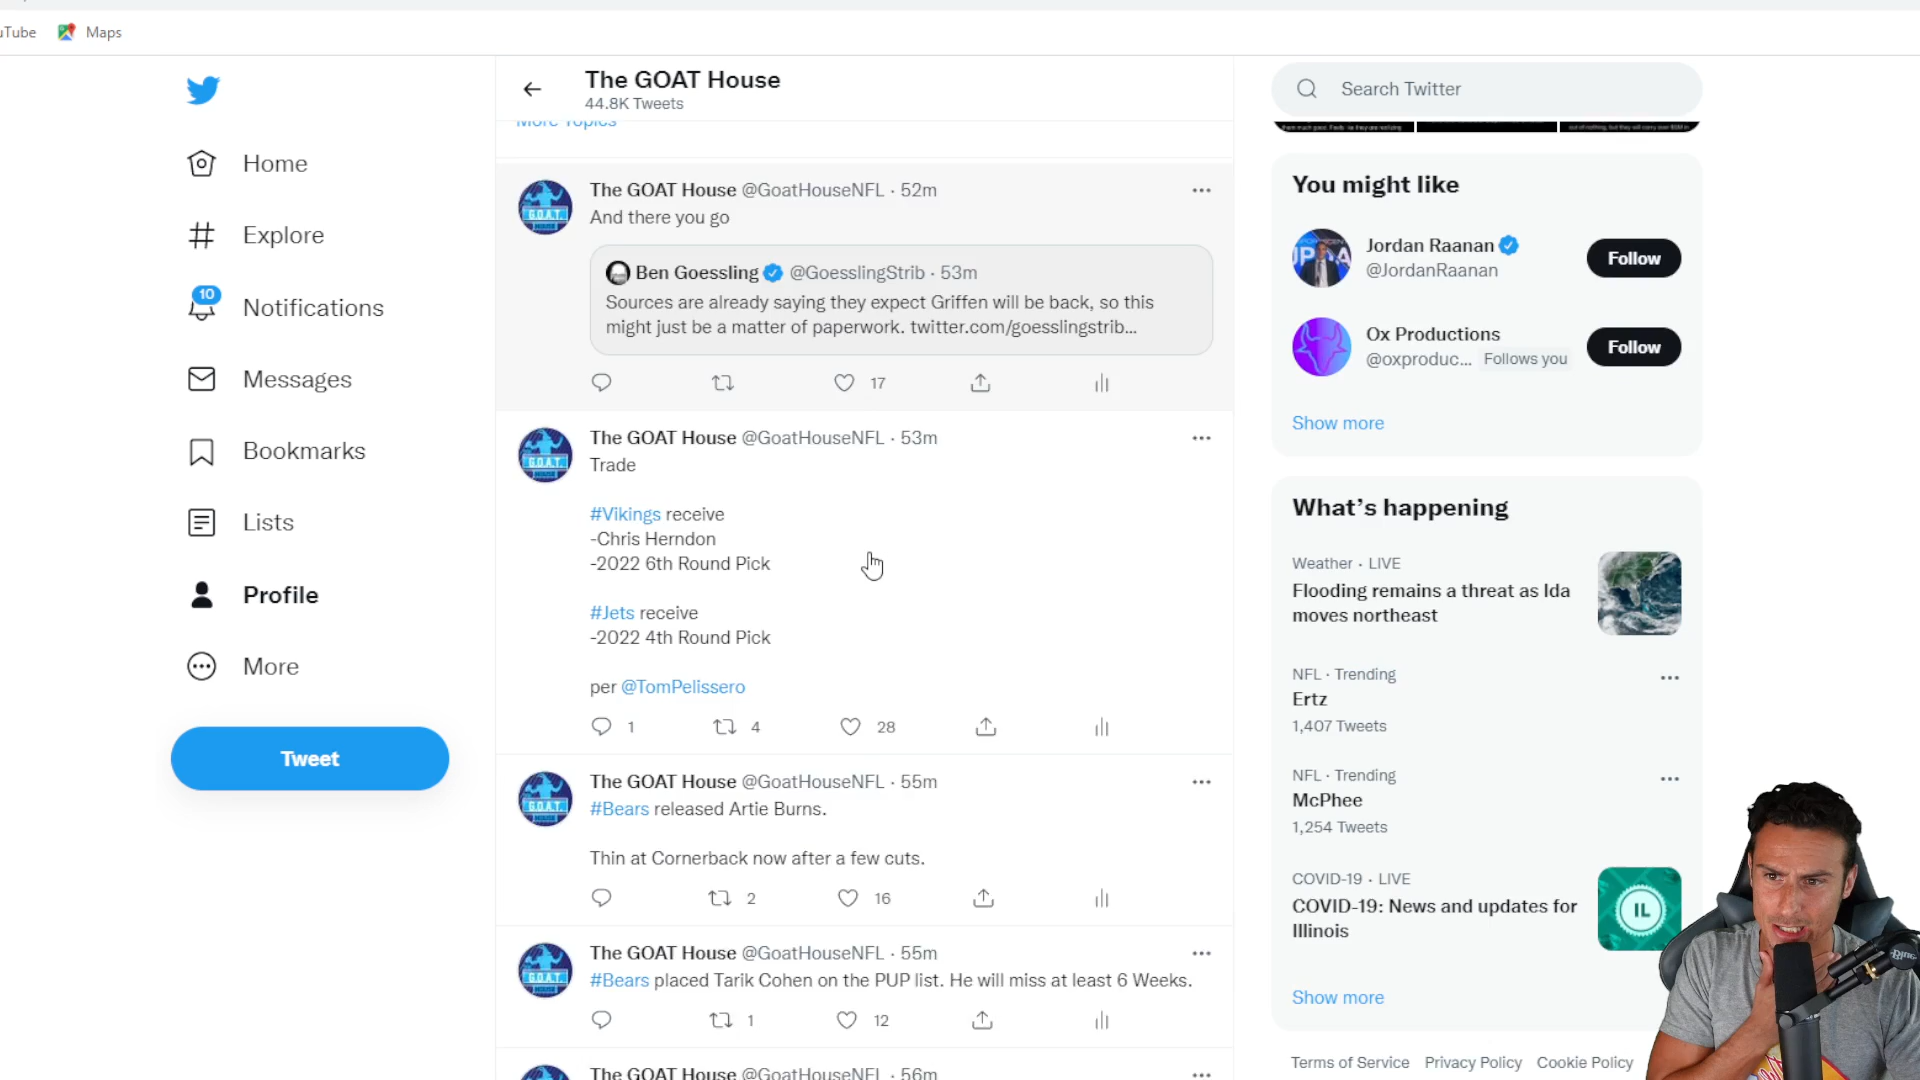 uTube
Maps
The GOAT House
44.8K Tweets
More Topics
Home
Explore
10
Notifications
Messages
Bookmarks
Lists
Profile
More
Tweet
The GOAT House @GoatHouseNFL · 52m
And there you go
Ben Goessling @GoesslingStrib · 53m
Sources are already saying they expect Griffen will be back, so this
might just be a matter of paperwork. twitter.com/goesslingstrib...
17
The GOAT House @GoatHouseNFL · 53m
Trade
#Vikings receive
-Chris Herndon
-2022 6th Round Pick
#Jets receive
-2022 4th Round Pick
per @TomPelissero
1 4 28
The GOAT House @GoatHouseNFL · 55m
#Bears released Artie Burns.
Thin at Cornerback now after a few cuts.
2 16
The GOAT House @GoatHouseNFL · 55m
#Bears placed Tarik Cohen on the PUP list. He will miss at least 6 Weeks.
1 12
The GOAT House @GoatHouseNFL · 56m
G.O.A.T.
HOUSE
G.O.A.T.
HOUSE
G.O.A.T.
HOUSE
G.O.A.T.
HOUSE
Search Twitter
You might like
Jordan Raanan
@JordanRaanan
Follow
Ox Productions
@oxproduc... Follows you
Follow
Show more
What's happening
Weather · LIVE
Flooding remains a threat as Ida
moves northeast
NFL · Trending
Ertz
1,407 Tweets
NFL · Trending
McPhee
1,254 Tweets
COVID-19 · LIVE
COVID-19: News and updates for
Illinois
IL
Show more
Terms of Service Privacy Policy Cookie Policy